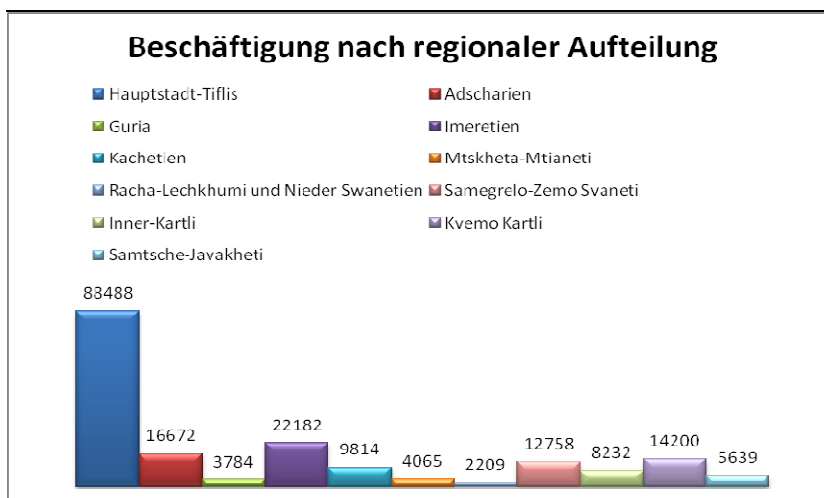 Beschäftigung nach regionaler Aufteilung
Hauptstadt-Tiflis Adscharien
Guria Imeretien
Kachetien Mtskheta-Mtianeti
Racha-Lechkhumi und Nieder Swanetien Samegrelo-Zemo Svaneti
Inner-Kartli Kvemo Kartli
Samtsche-Javakheti
88488
16672
3784
22182
9814
4065
2209
12758
8232
14200
5639